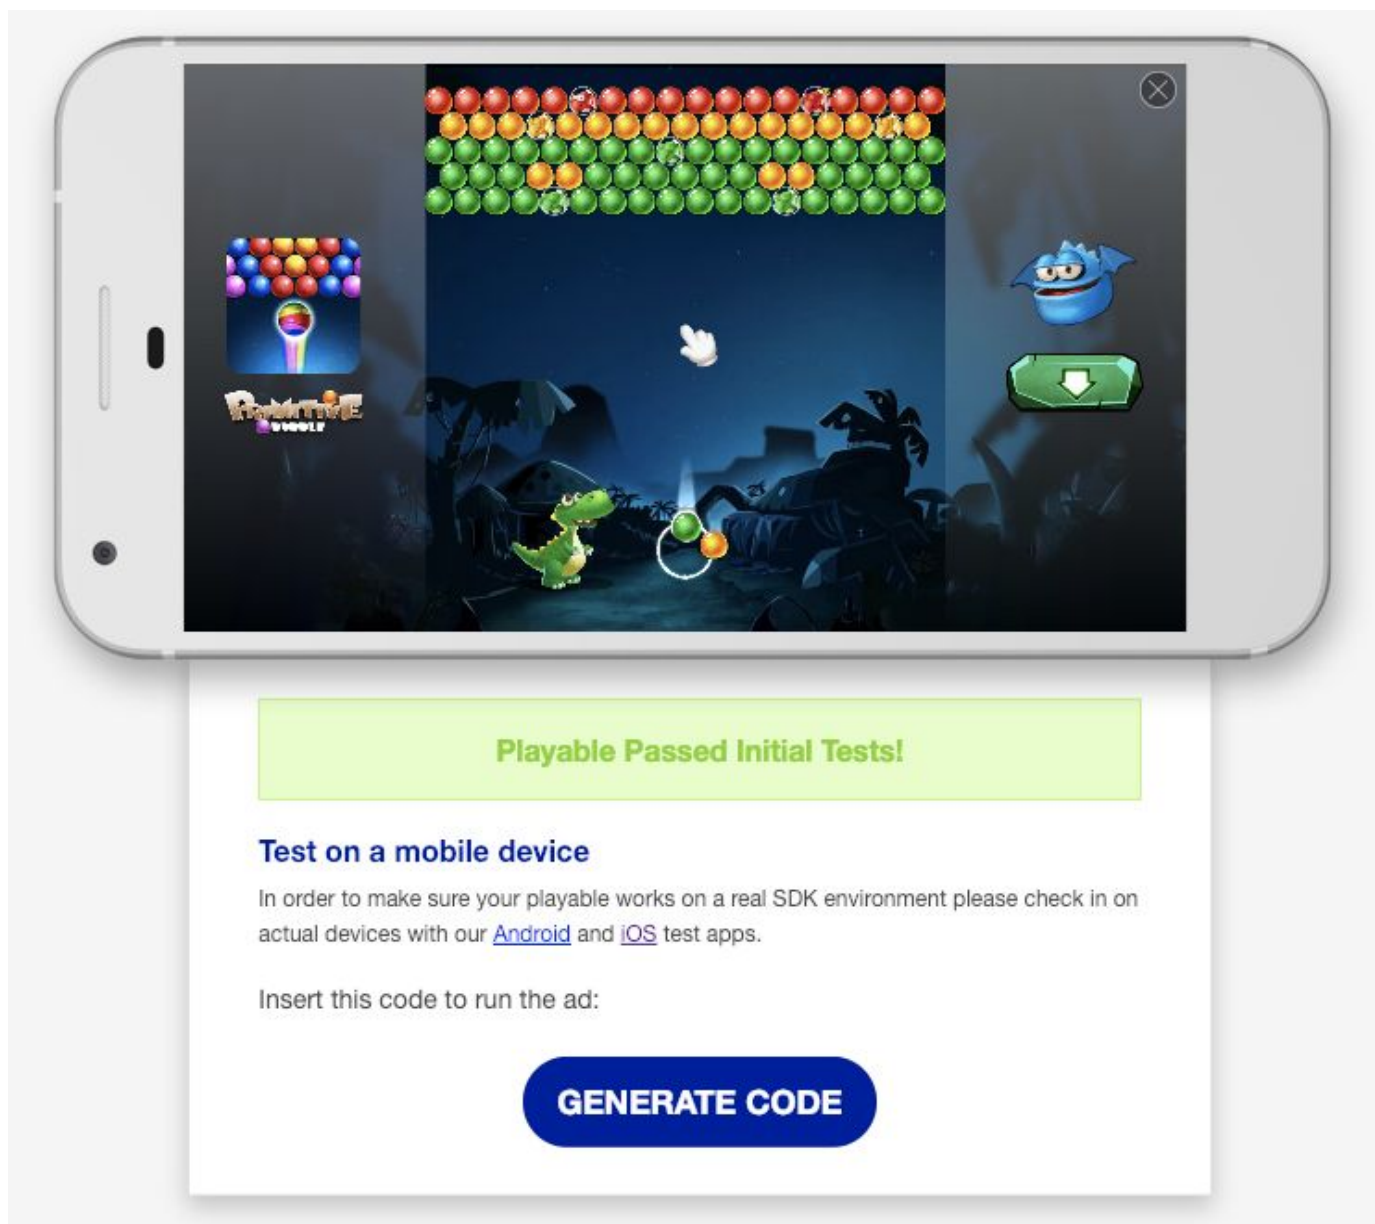 PRIMITIVE
BUBBLE
Playable Passed Initial Tests!
Test on a mobile device
In order to make sure your playable works on a real SDK environment please check in on
actual devices with our Android and iOS test apps.
Insert this code to run the ad:
GENERATE CODE